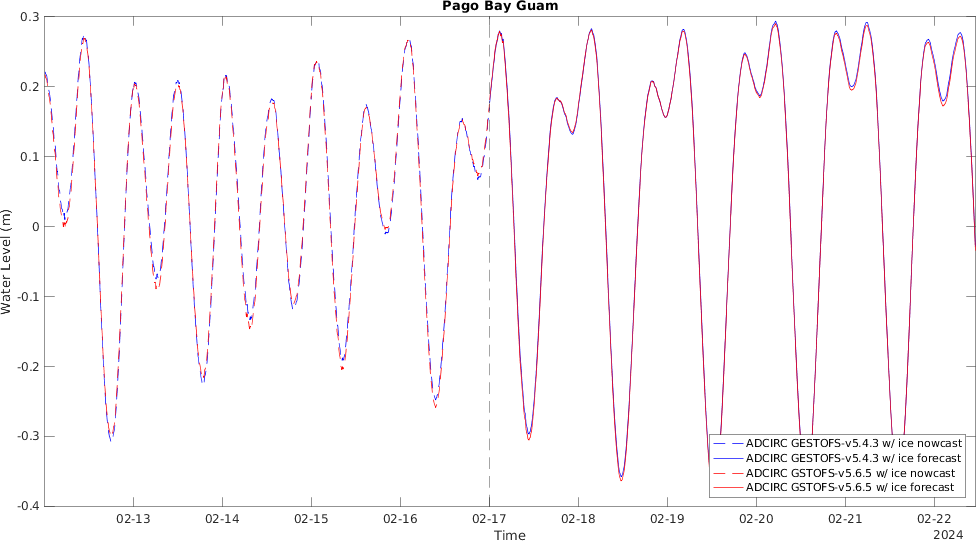 Pago Bay Guam
Water Level (m)
0.3
0.2
0.1
0
-0.1
-0.2
-0.3
-0.4
ADCIRC GESTOFS-v5.4.3 w/ ice nowcast
ADCIRC GESTOFS-v5.4.3 w/ ice forecast
ADCIRC GSTOFS-v5.6.5 w/ ice nowcast
ADCIRC GSTOFS-v5.6.5 w/ ice forecast
02-13 02-14 02-15 02-16 02-17 02-18 02-19 02-20 02-21 02-22
Time
2024